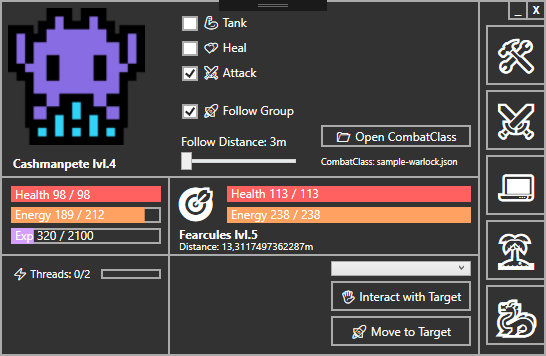 _ X
Tank
Heal
Attack
Follow Group
Follow Distance: 3m
Open CombatClass
Cashmanpete lvl.4
CombatClass: sample-warlock.json
Health 98 / 98
Energy 189 / 212
Exp 320 / 2100
Health 113 / 113
Energy 238 / 238
Fearcules lvl.5
Distance: 13,3117497362287m
Threads: 0/2
Interact with Target
Move to Target